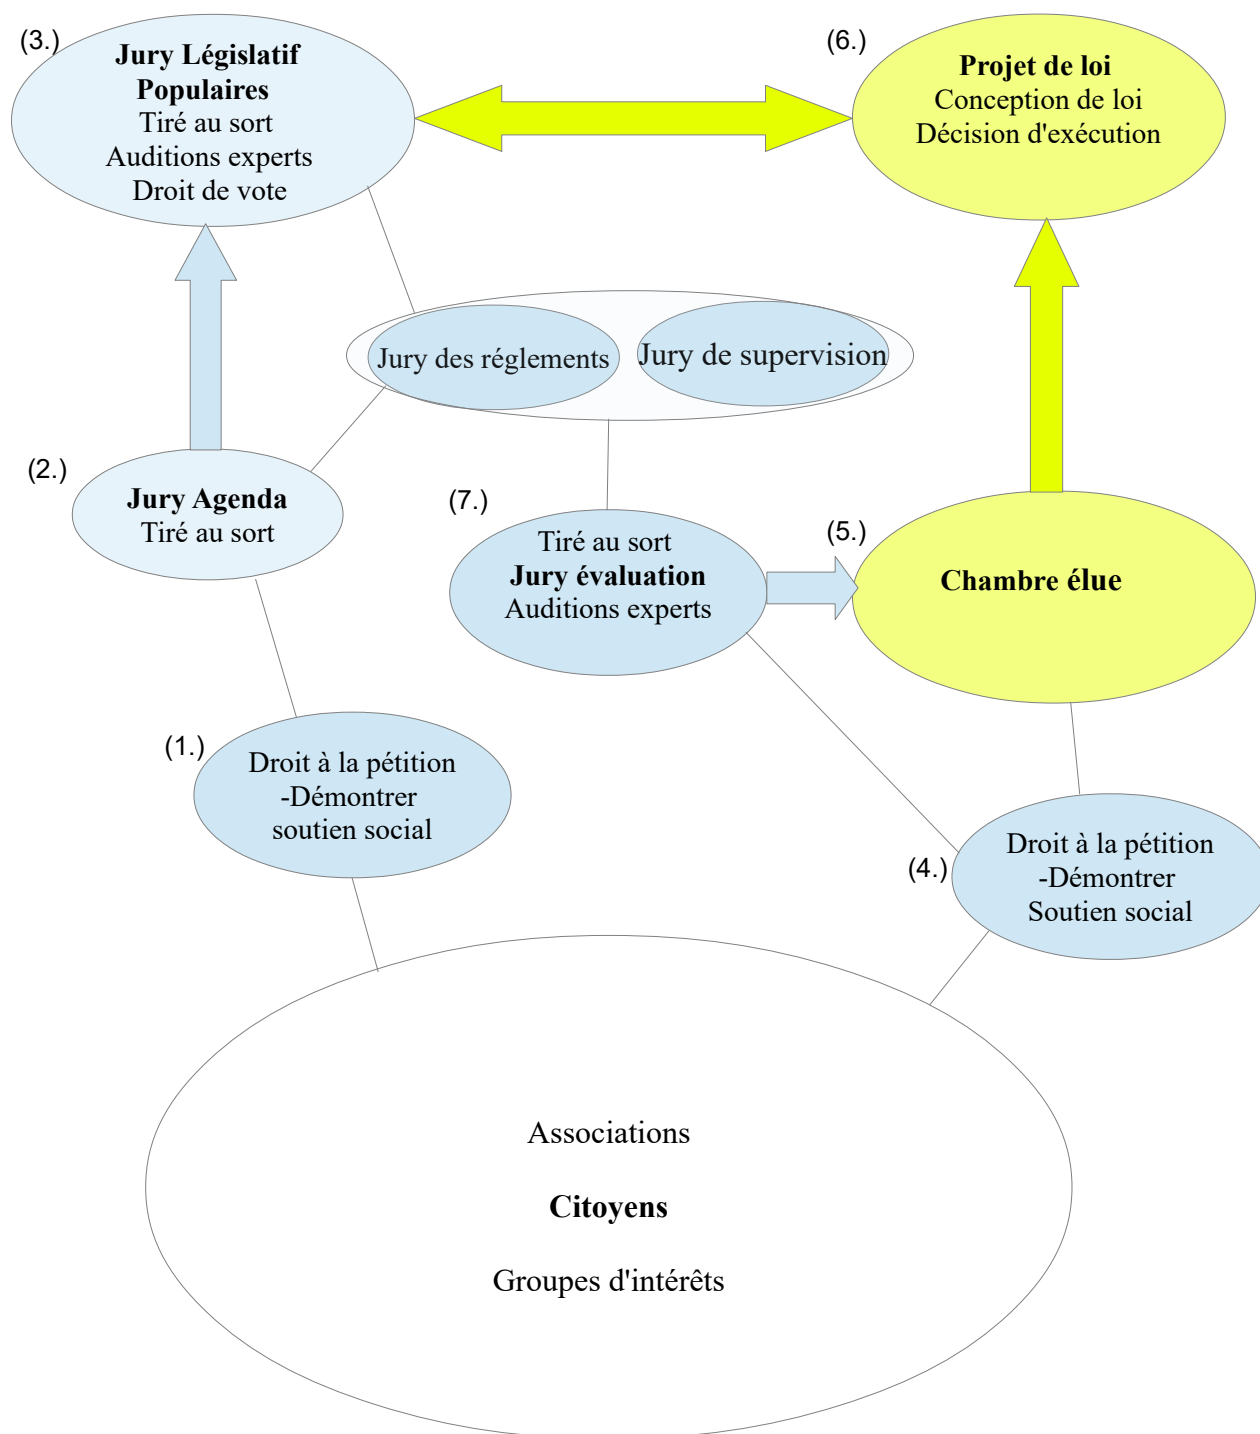 (3.)
Jury Législatif
Populaires
Tiré au sort
Auditions experts
Droit de vote
(6.)
Projet de loi
Conception de loi
Décision d'exécution
Jury des réglements
Jury de supervision
(2.)
Jury Agenda
Tiré au sort
(7.)
Tiré au sort
Jury évaluation
Auditions experts
(5.)
Chambre élue
(1.)
Droit à la pétition
-Démontrer
soutien social
(4.)
Droit à la pétition
-Démontrer
Soutien social
Associations
Citoyens
Groupes d'intérêts